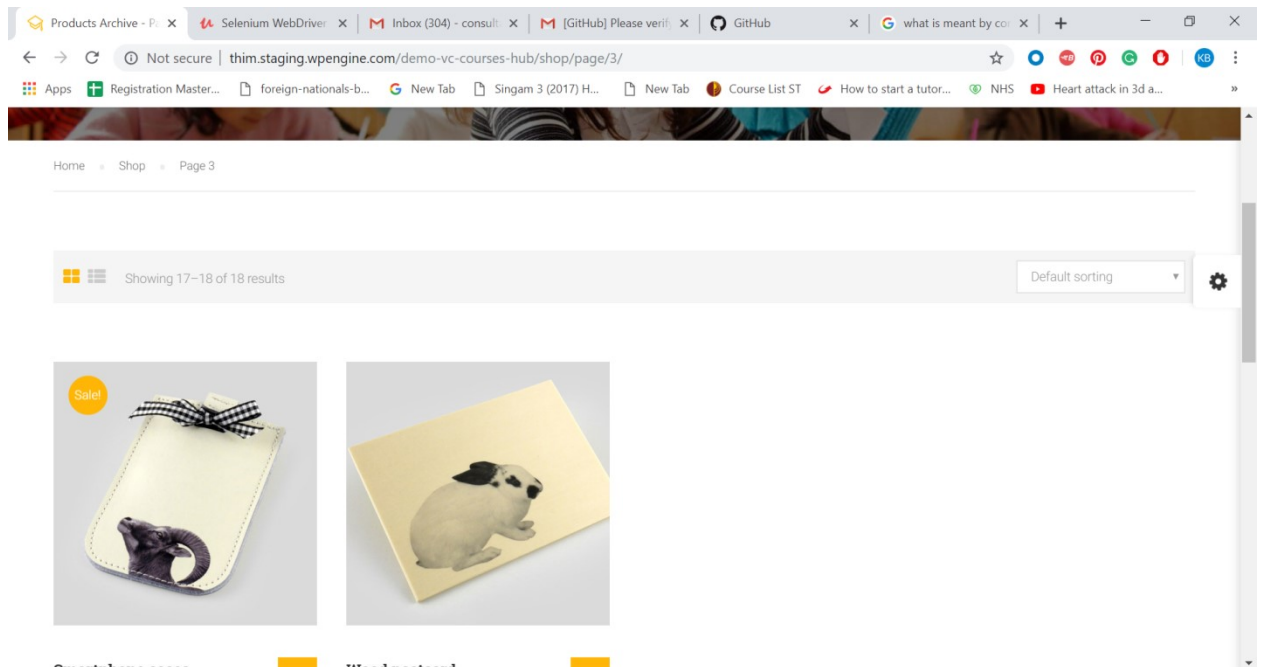 Products Archive - Pa
Selenium WebDriver
Inbox (304) - consult
[GitHub] Please verify
GitHub
what is meant by cor
Not secure | thim.staging.wpengine.com/demo-vc-courses-hub/shop/page/3/
KB
Apps
Registration Master...
foreign-nationals-b...
New Tab
Singam 3 (2017) H...
New Tab
Course List ST
How to start a tutor...
NHS
Heart attack in 3d a...
»
Home Shop Page 3
Showing 17–18 of 18 results
Default sorting
Sale!